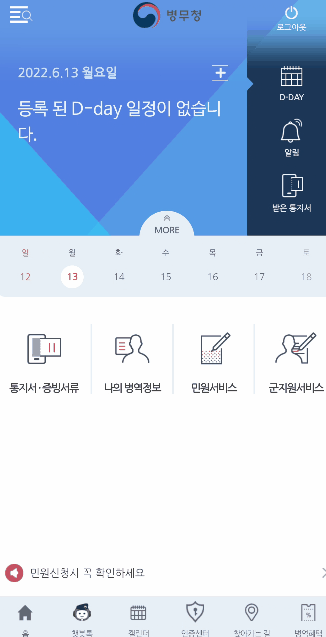 병무청
로그아웃
2022.6.13 월요일
등록 된 D-day 일정이 없습니
다.
D-DAY
알림
받은 통지서
MORE
일 월 화 수 목 금 토
12 13 14 15 16 17 18
통지서·증빙서류 나의 병역정보 민원서비스 군지원서비스
민원신청시 꼭 확인하세요
홈 챗봇톡 캘린더 인증센터 찾아가는 길